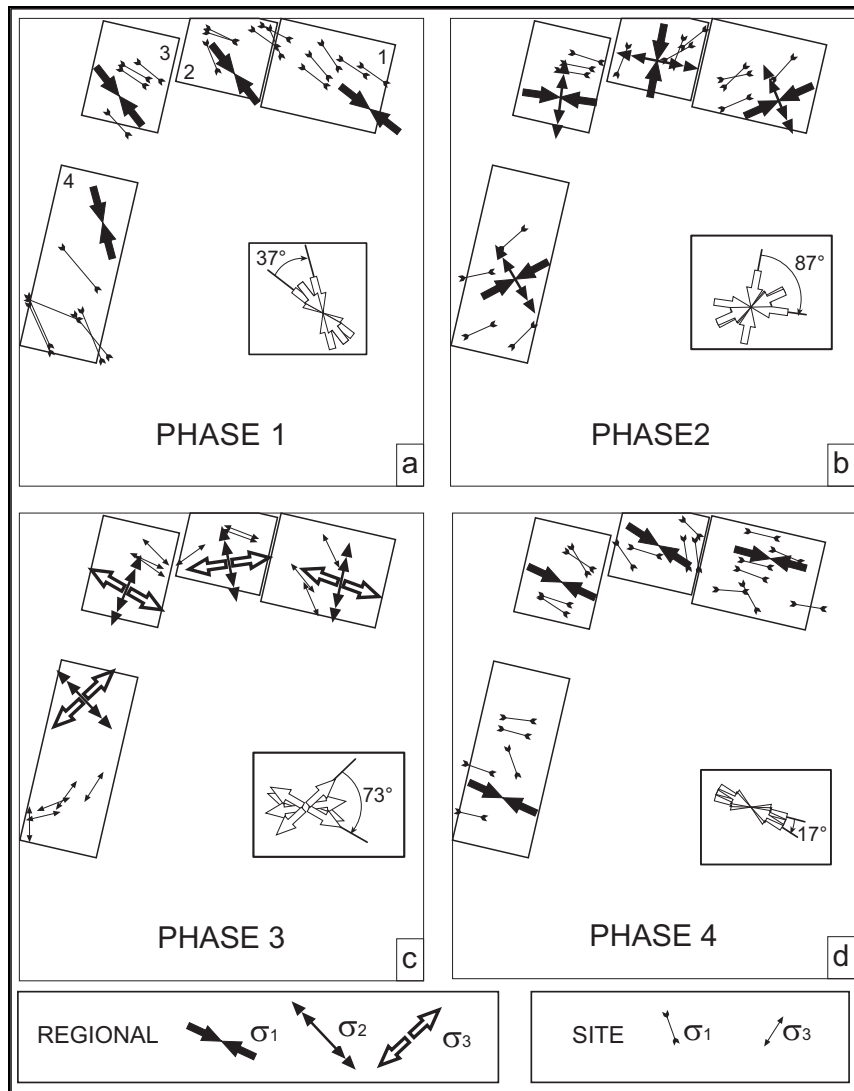 3
2
1
4
37°
PHASE 1
a
87°
PHASE2
b
73°
PHASE 3
c
17°
PHASE 4
d
REGIONAL σ1 σ2 σ3
SITE σ1 σ3